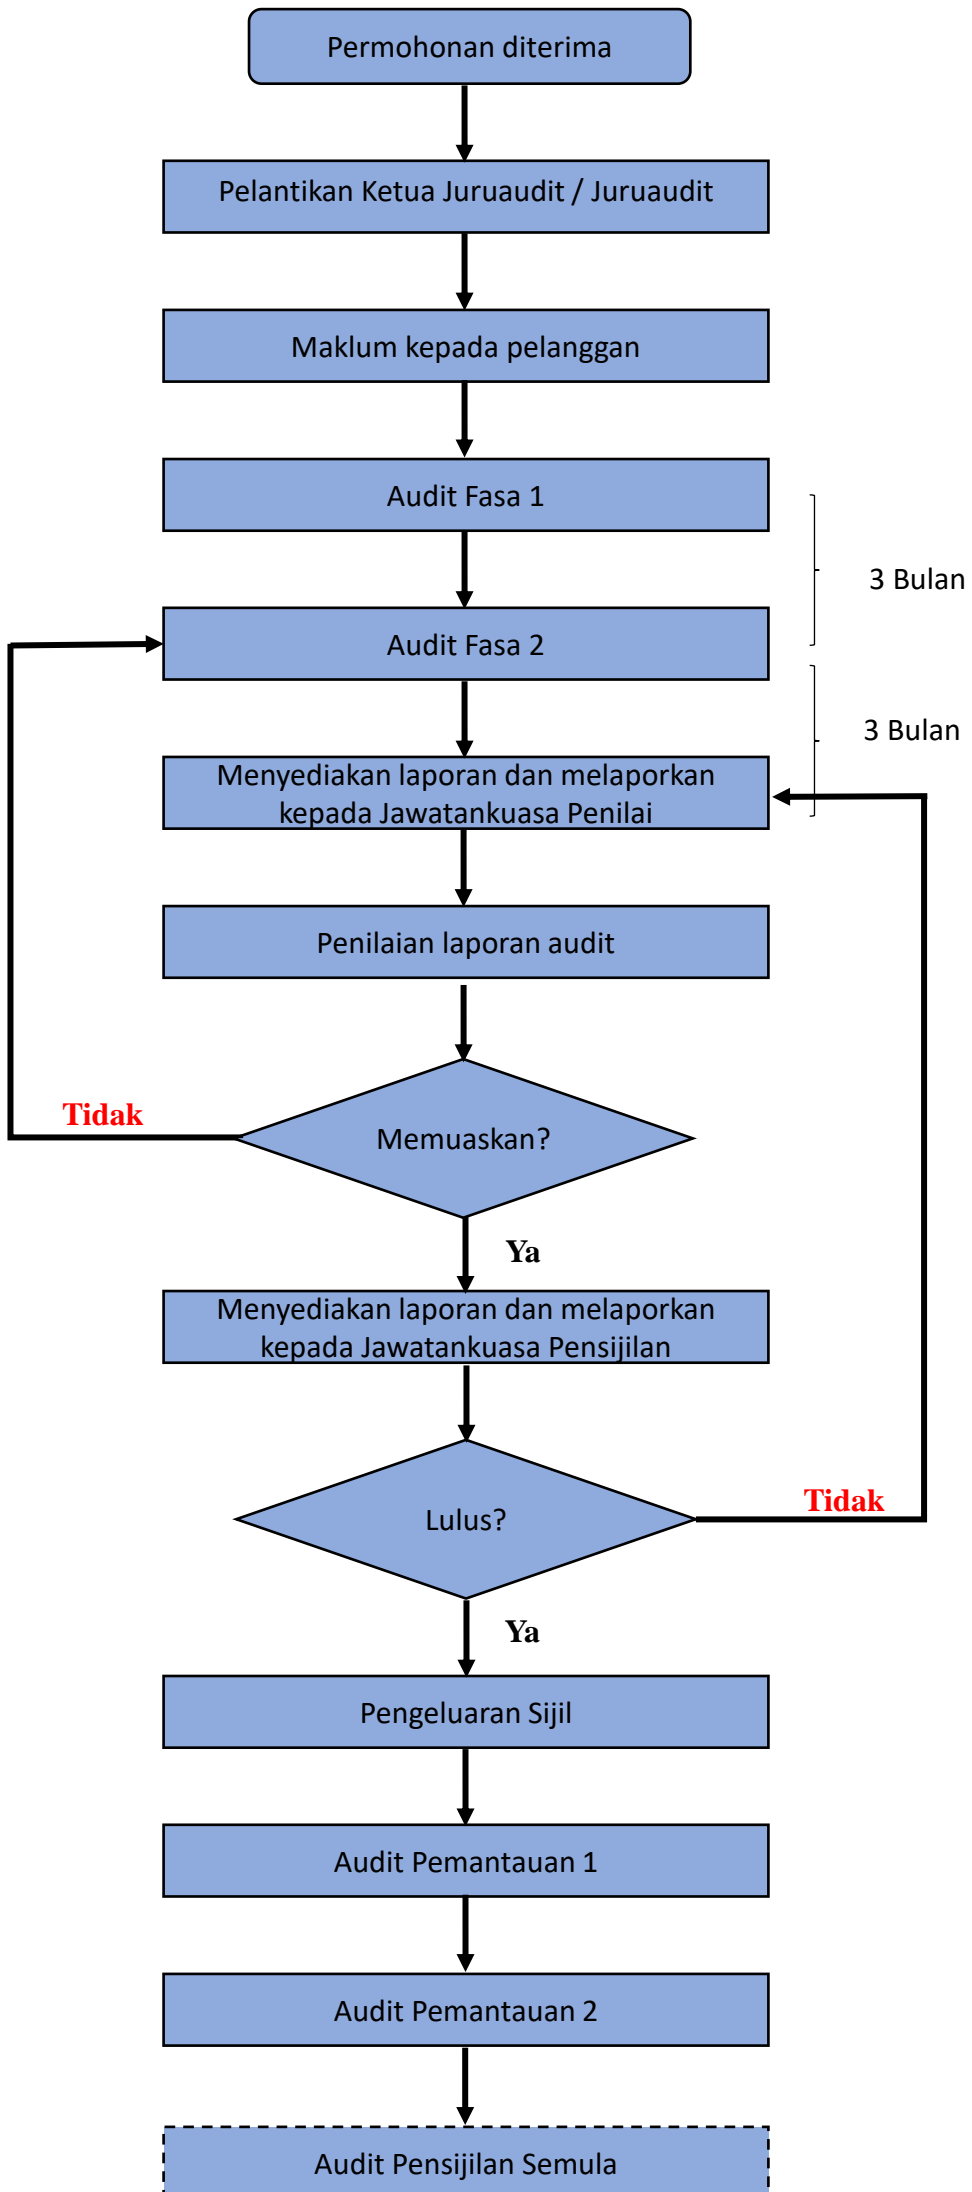 Permohonan diterima
Pelantikan Ketua Juruaudit / Juruaudit
Maklum kepada pelanggan
Audit Fasa 1
3 Bulan
Audit Fasa 2
3 Bulan
Menyediakan laporan dan melaporkan
kepada Jawatankuasa Penilai
Penilaian laporan audit
Tidak
Memuaskan?
Ya
Menyediakan laporan dan melaporkan
kepada Jawatankuasa Pensijilan
Tidak
Lulus?
Ya
Pengeluaran Sijil
Audit Pemantauan 1
Audit Pemantauan 2
Audit Pensijilan Semula